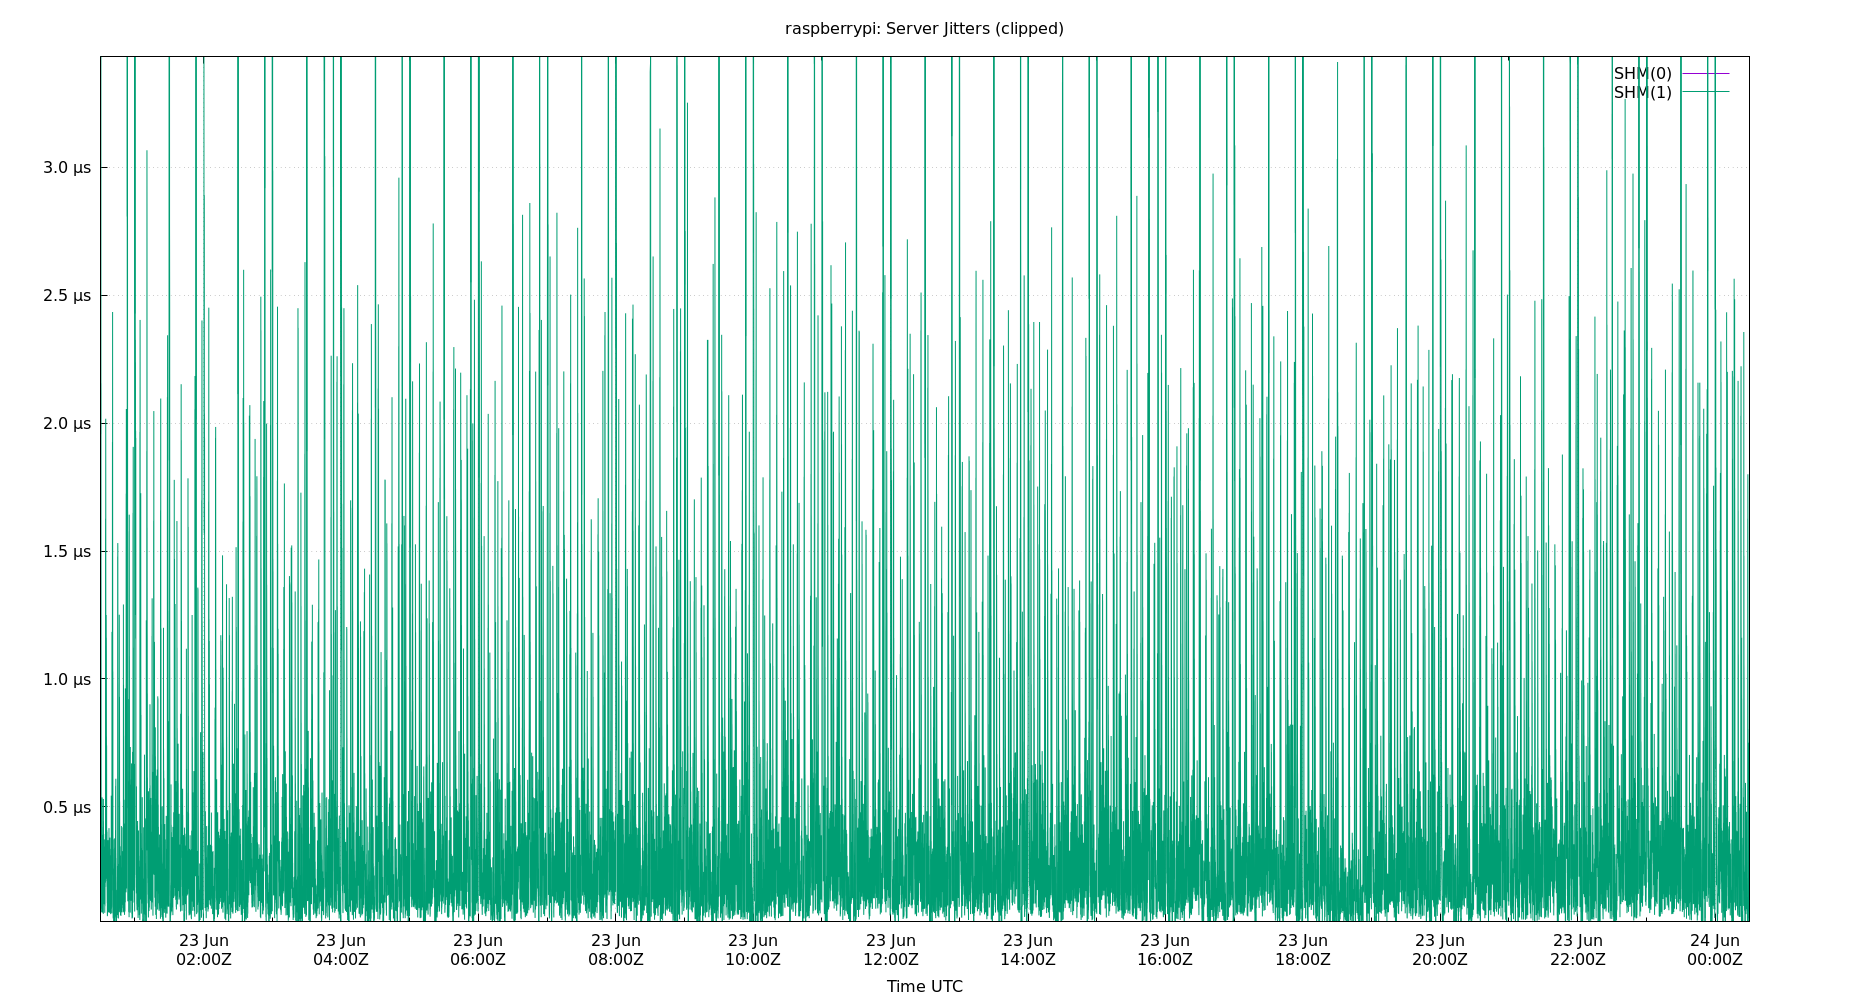 raspberrypi: Server Jitters (clipped)
SHM(0)
SHM(1)
3.0 µs
2.5 µs
2.0 µs
1.5 µs
1.0 µs
0.5 µs
23 Jun 23 Jun 23 Jun 23 Jun 23 Jun 23 Jun 23 Jun 23 Jun 23 Jun 23 Jun 23 Jun 24 Jun
02:00Z 04:00Z 06:00Z 08:00Z 10:00Z 12:00Z 14:00Z 16:00Z 18:00Z 20:00Z 22:00Z 00:00Z
Time UTC